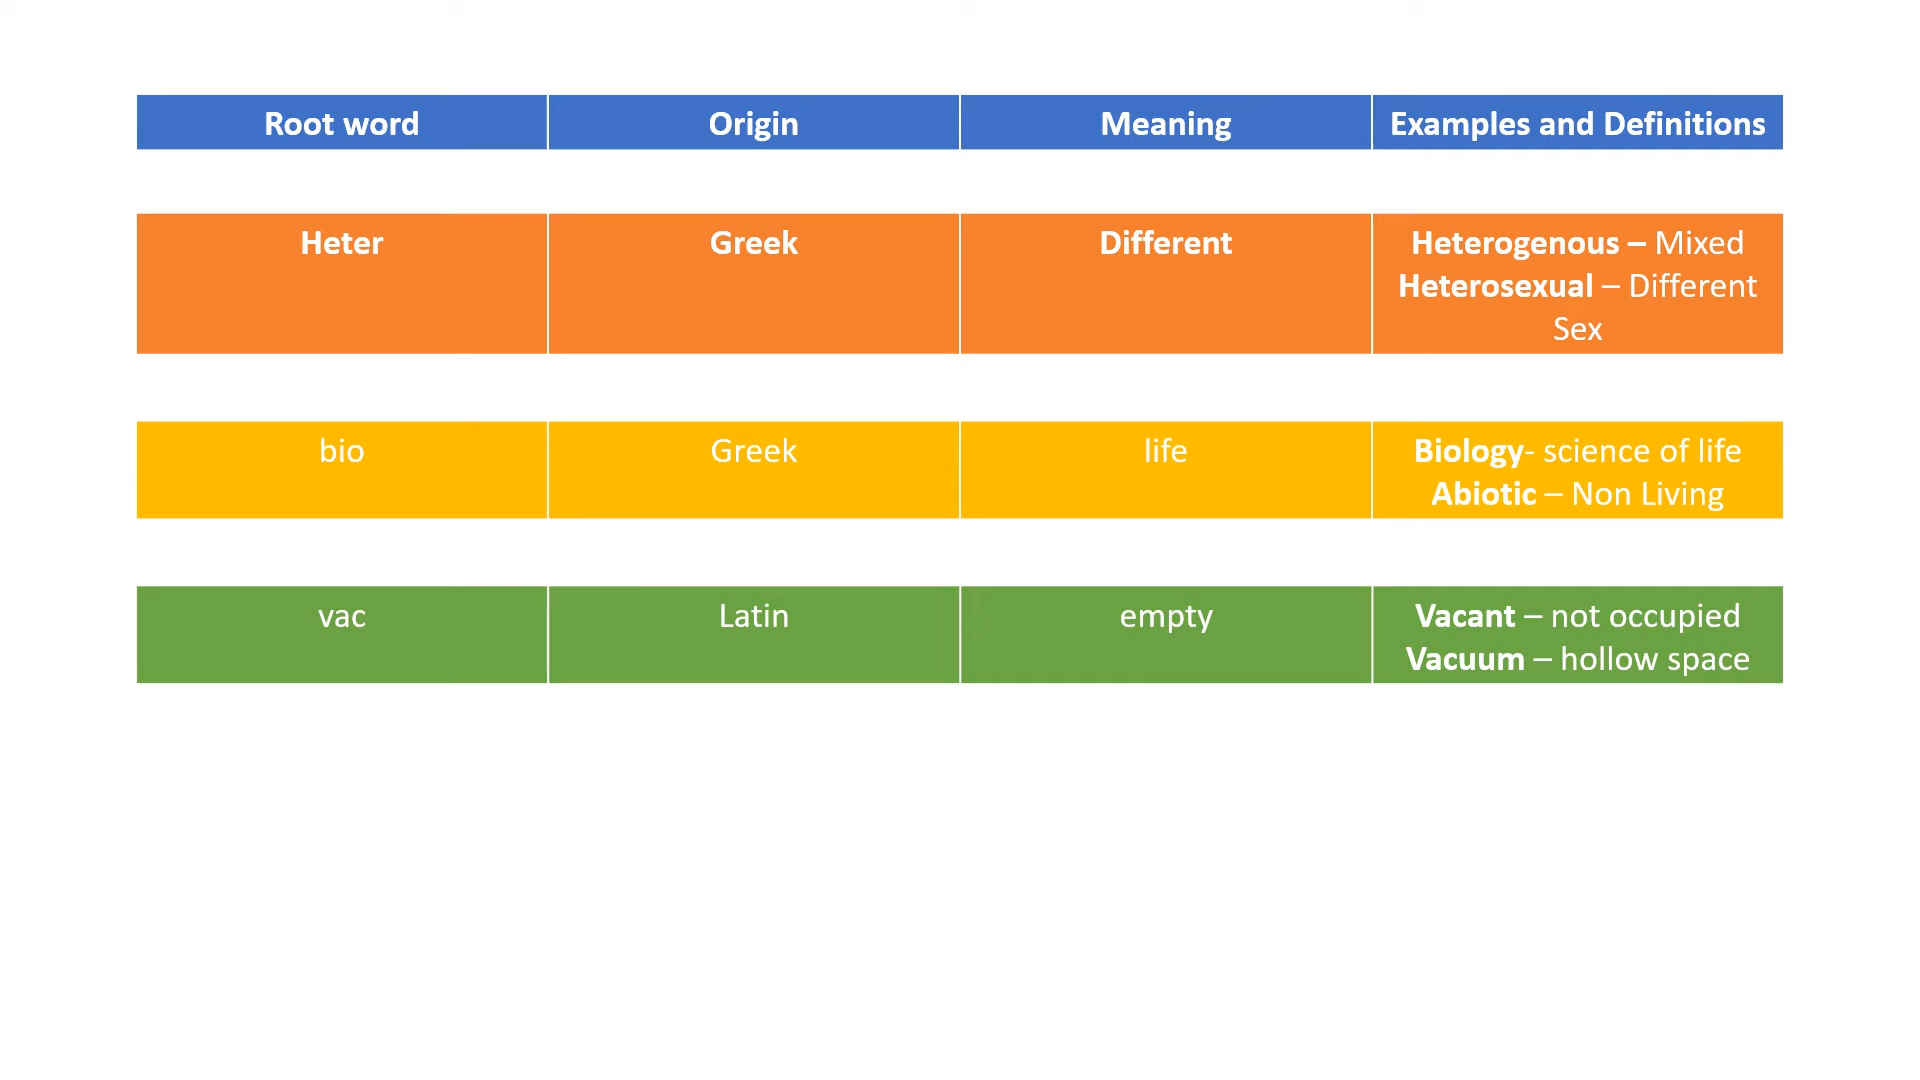 Root word Origin Meaning Examples and Definitions
Heter Greek Different Heterogenous – Mixed
Heterosexual – Different
Sex
bio Greek life Biology- science of life
Abiotic – Non Living
vac Latin empty Vacant – not occupied
Vacuum – hollow space